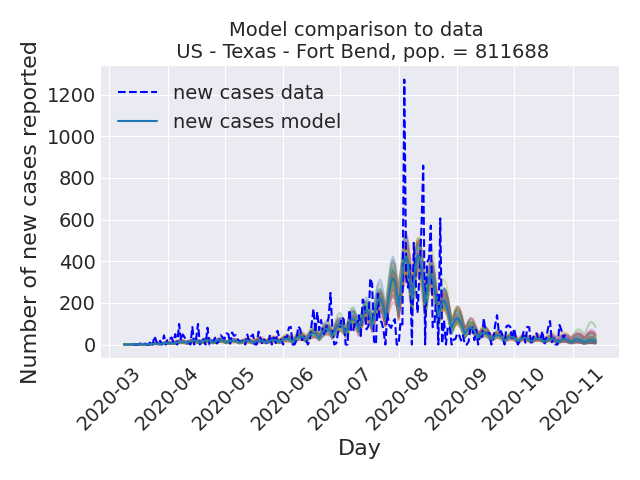 Model comparison to data
US - Texas - Fort Bend, pop. = 811688
Number of new cases reported
1200
1000
800
600
400
200
0
new cases data
new cases model
2020-03
2020-04
2020-05
2020-06
2020-07
2020-08
2020-09
2020-10
2020-11
Day